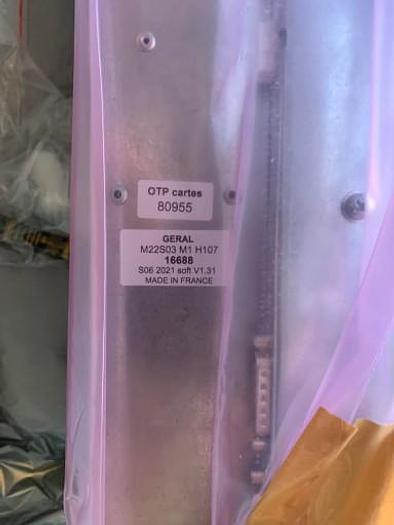 OTP cartes
80955
GERAL
M22S03 M1 H107
16688
S06 2021 soft V1.31
MADE IN FRANCE